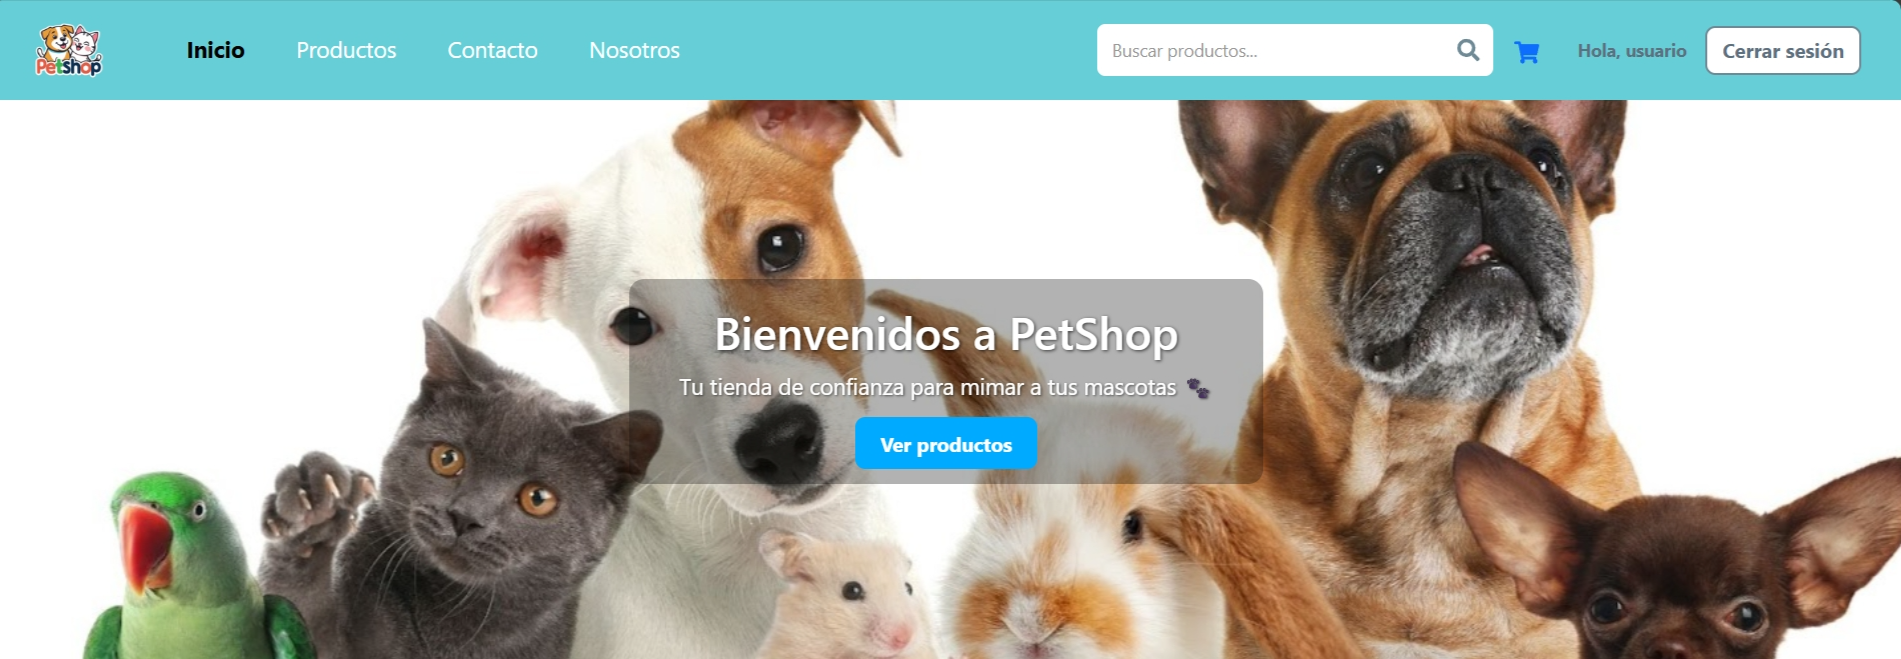 Petshop
Inicio Productos Contacto Nosotros
Buscar productos...
Hola, usuario
Cerrar sesión
Bienvenidos a PetShop
Tu tienda de confianza para mimar a tus mascotas 🐾
Ver productos